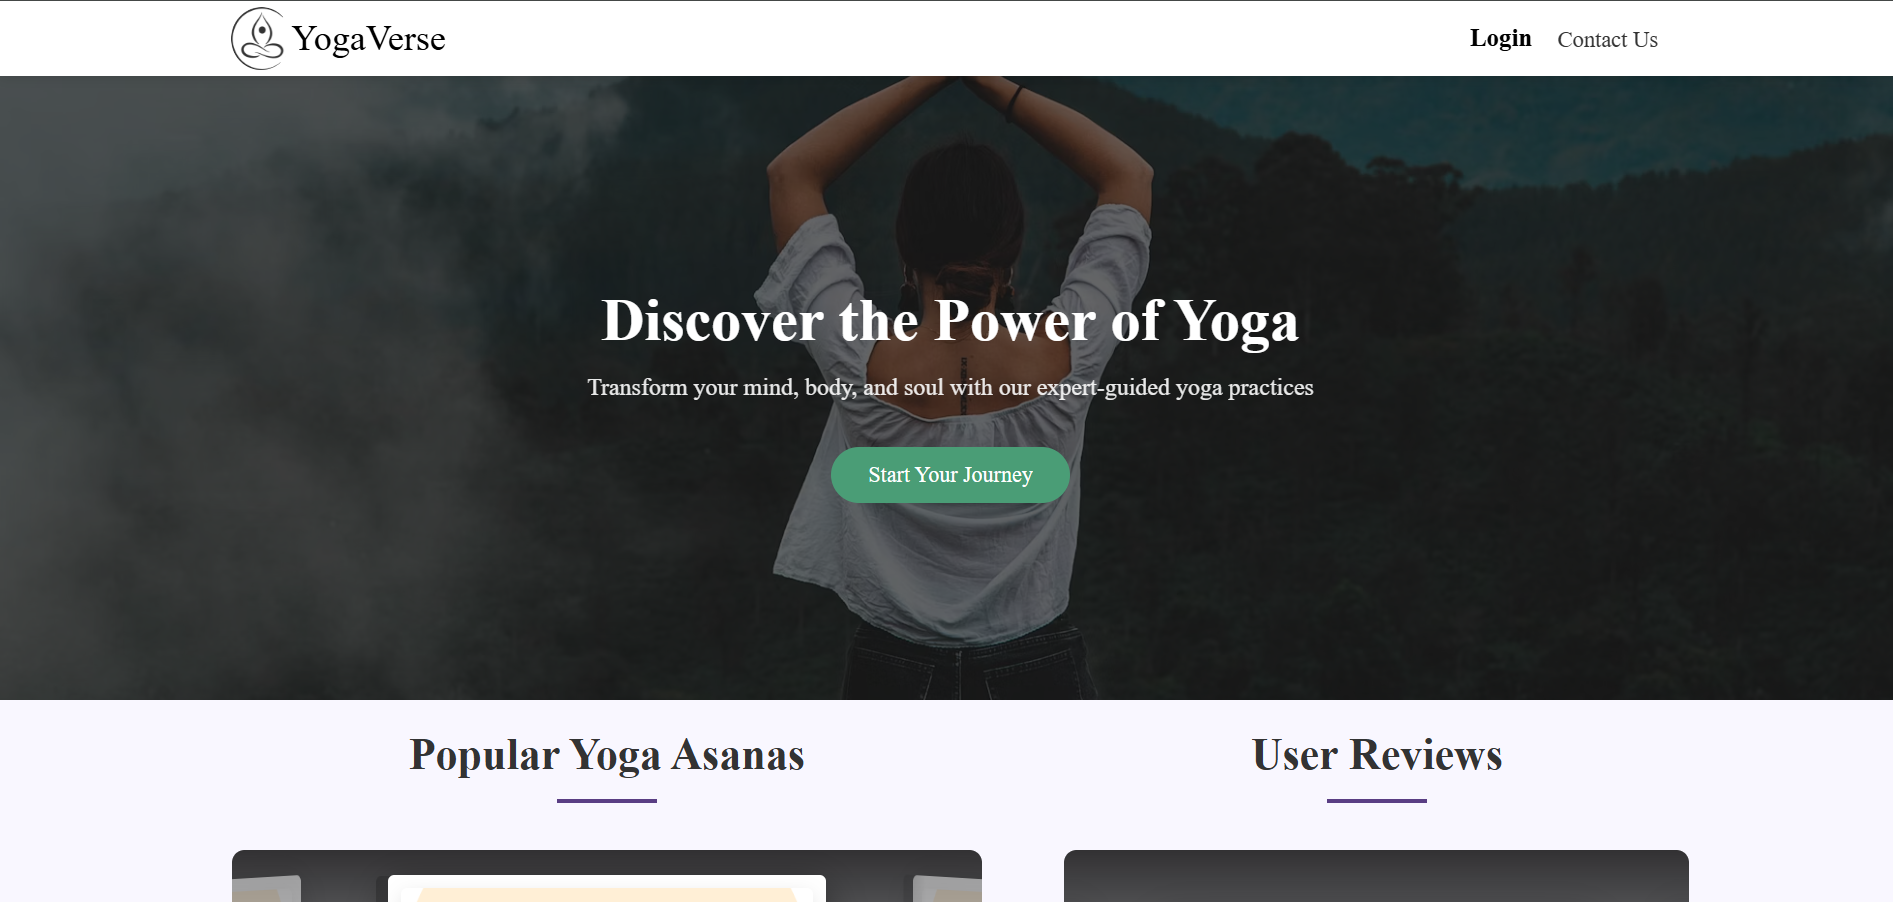 YogaVerse
Login Contact Us
Discover the Power of Yoga
Transform your mind, body, and soul with our expert-guided yoga practices
Start Your Journey
Popular Yoga Asanas
User Reviews